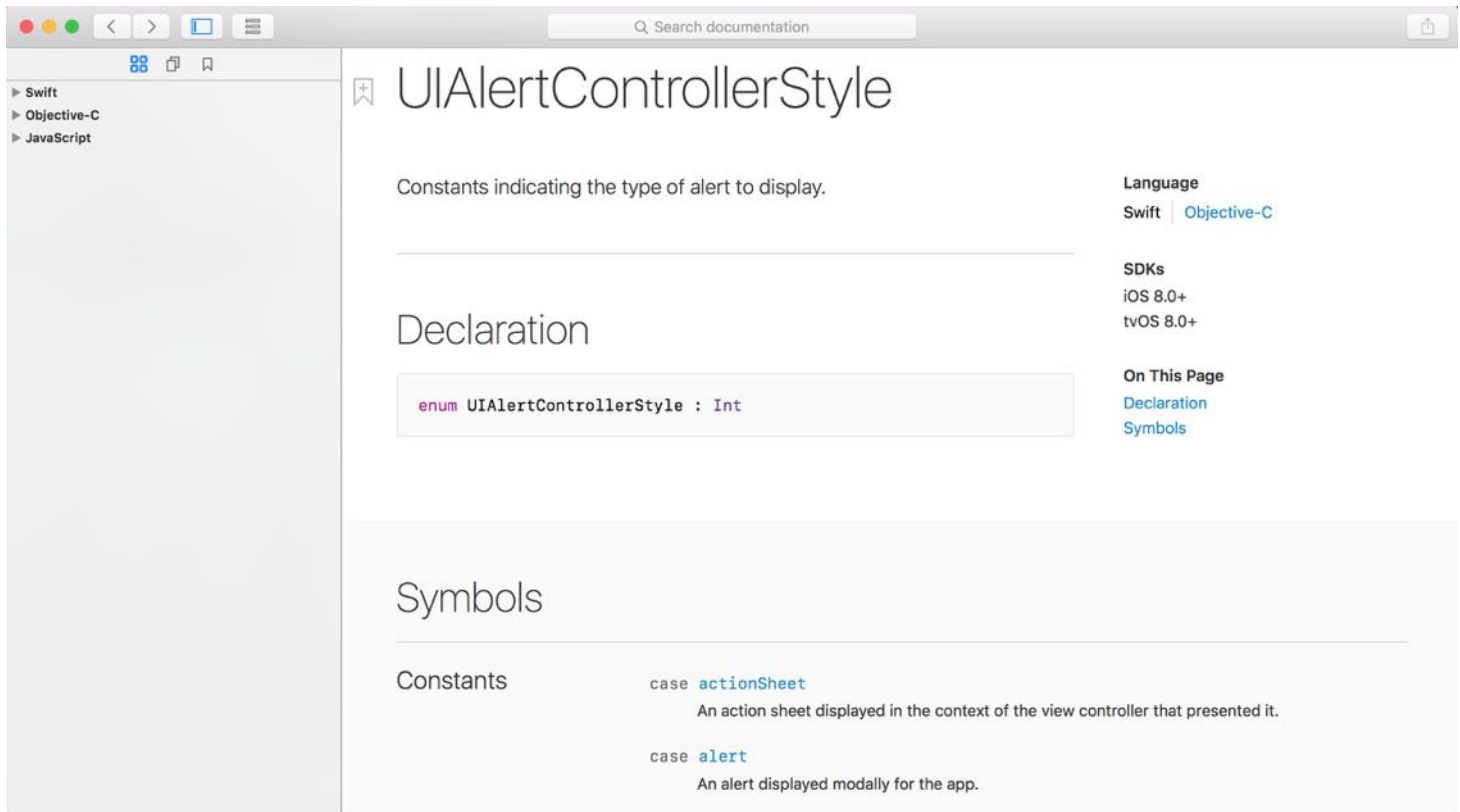 Search documentation
Swift
Objective-C
JavaScript
UIAlertControllerStyle
Constants indicating the type of alert to display.
Language
Swift Objective-C
SDKs
iOS 8.0+
tvOS 8.0+
On This Page
Declaration
Symbols
Declaration
enum UIAlertControllerStyle : Int
Symbols
Constants
case actionSheet
An action sheet displayed in the context of the view controller that presented it.
case alert
An alert displayed modally for the app.